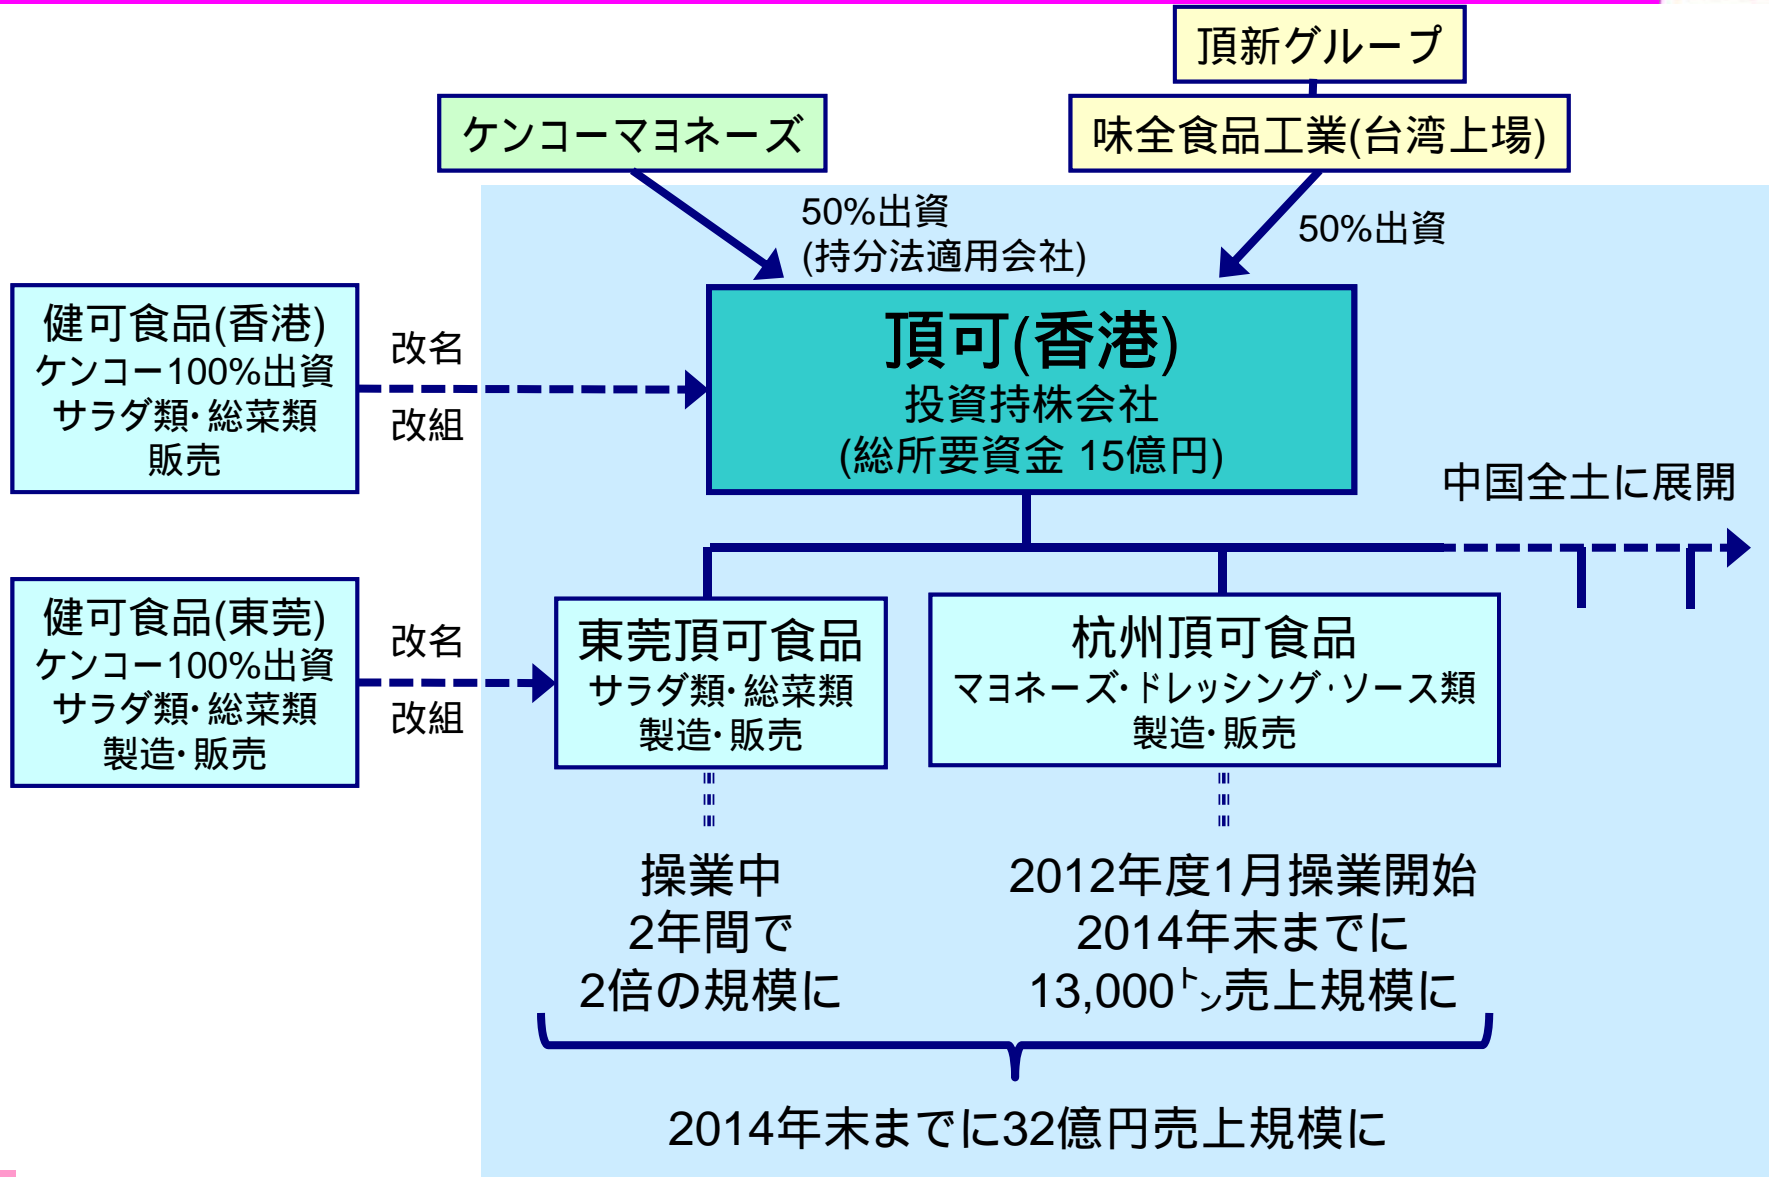 頂新グループ
ケンコーマヨネーズ
味全食品工業(台湾上場)
50%出資
(持分法適用会社)
50%出資
健可食品(香港)
ケンコー100%出資
サラダ類・総菜類
販売
改名
改組
頂可(香港)
投資持株会社
(総所要資金 15億円)
中国全土に展開
健可食品(東莞)
ケンコー100%出資
サラダ類・総菜類
製造・販売
改名
改組
東莞頂可食品
サラダ類・総菜類
製造・販売
杭州頂可食品
マヨネーズ・ドレッシング・ソース類
製造・販売
操業中
2年間で
2倍の規模に
2012年度1月操業開始
2014年末までに
13,000㌧売上規模に
2014年末までに32億円売上規模に